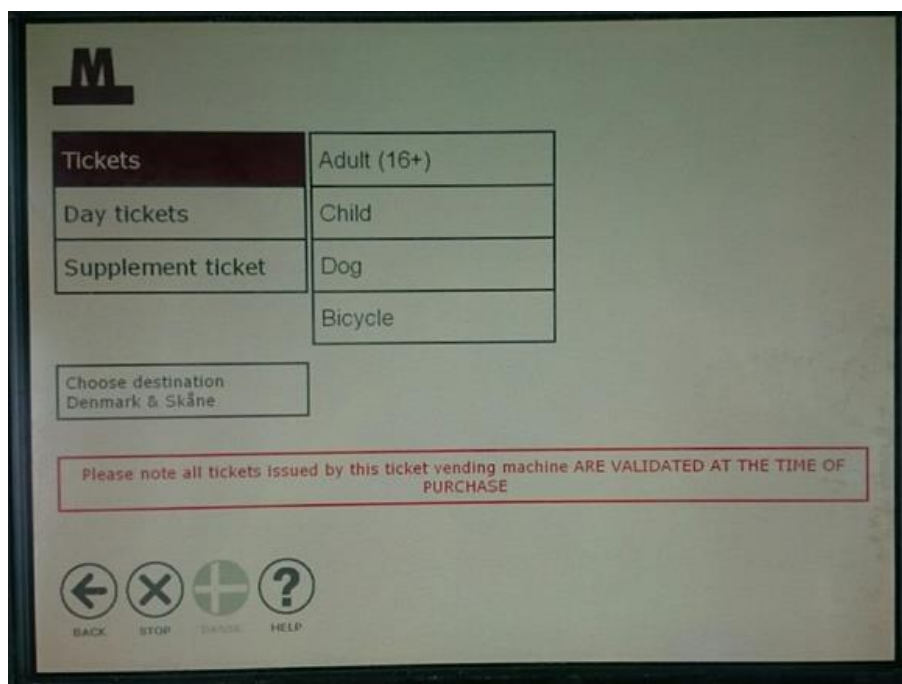 M
Tickets
Adult (16+)
Day tickets
Child
Supplement ticket
Dog
Bicycle
Choose destination
Denmark & Skåne
Please note all tickets issued by this ticket vending machine ARE VALIDATED AT THE TIME OF
PURCHASE
BACK STOP DANSK HELP